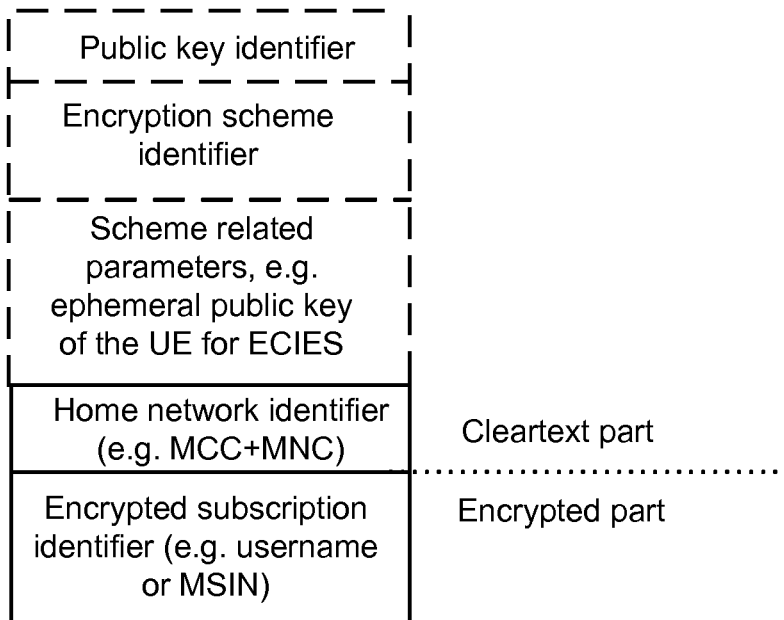 Public key identifier
Encryption scheme
identifier
Scheme related
parameters, e.g.
ephemeral public key
of the UE for ECIES
Home network identifier
(e.g. MCC+MNC)
Cleartext part
Encrypted subscription
identifier (e.g. username
or MSIN)
Encrypted part